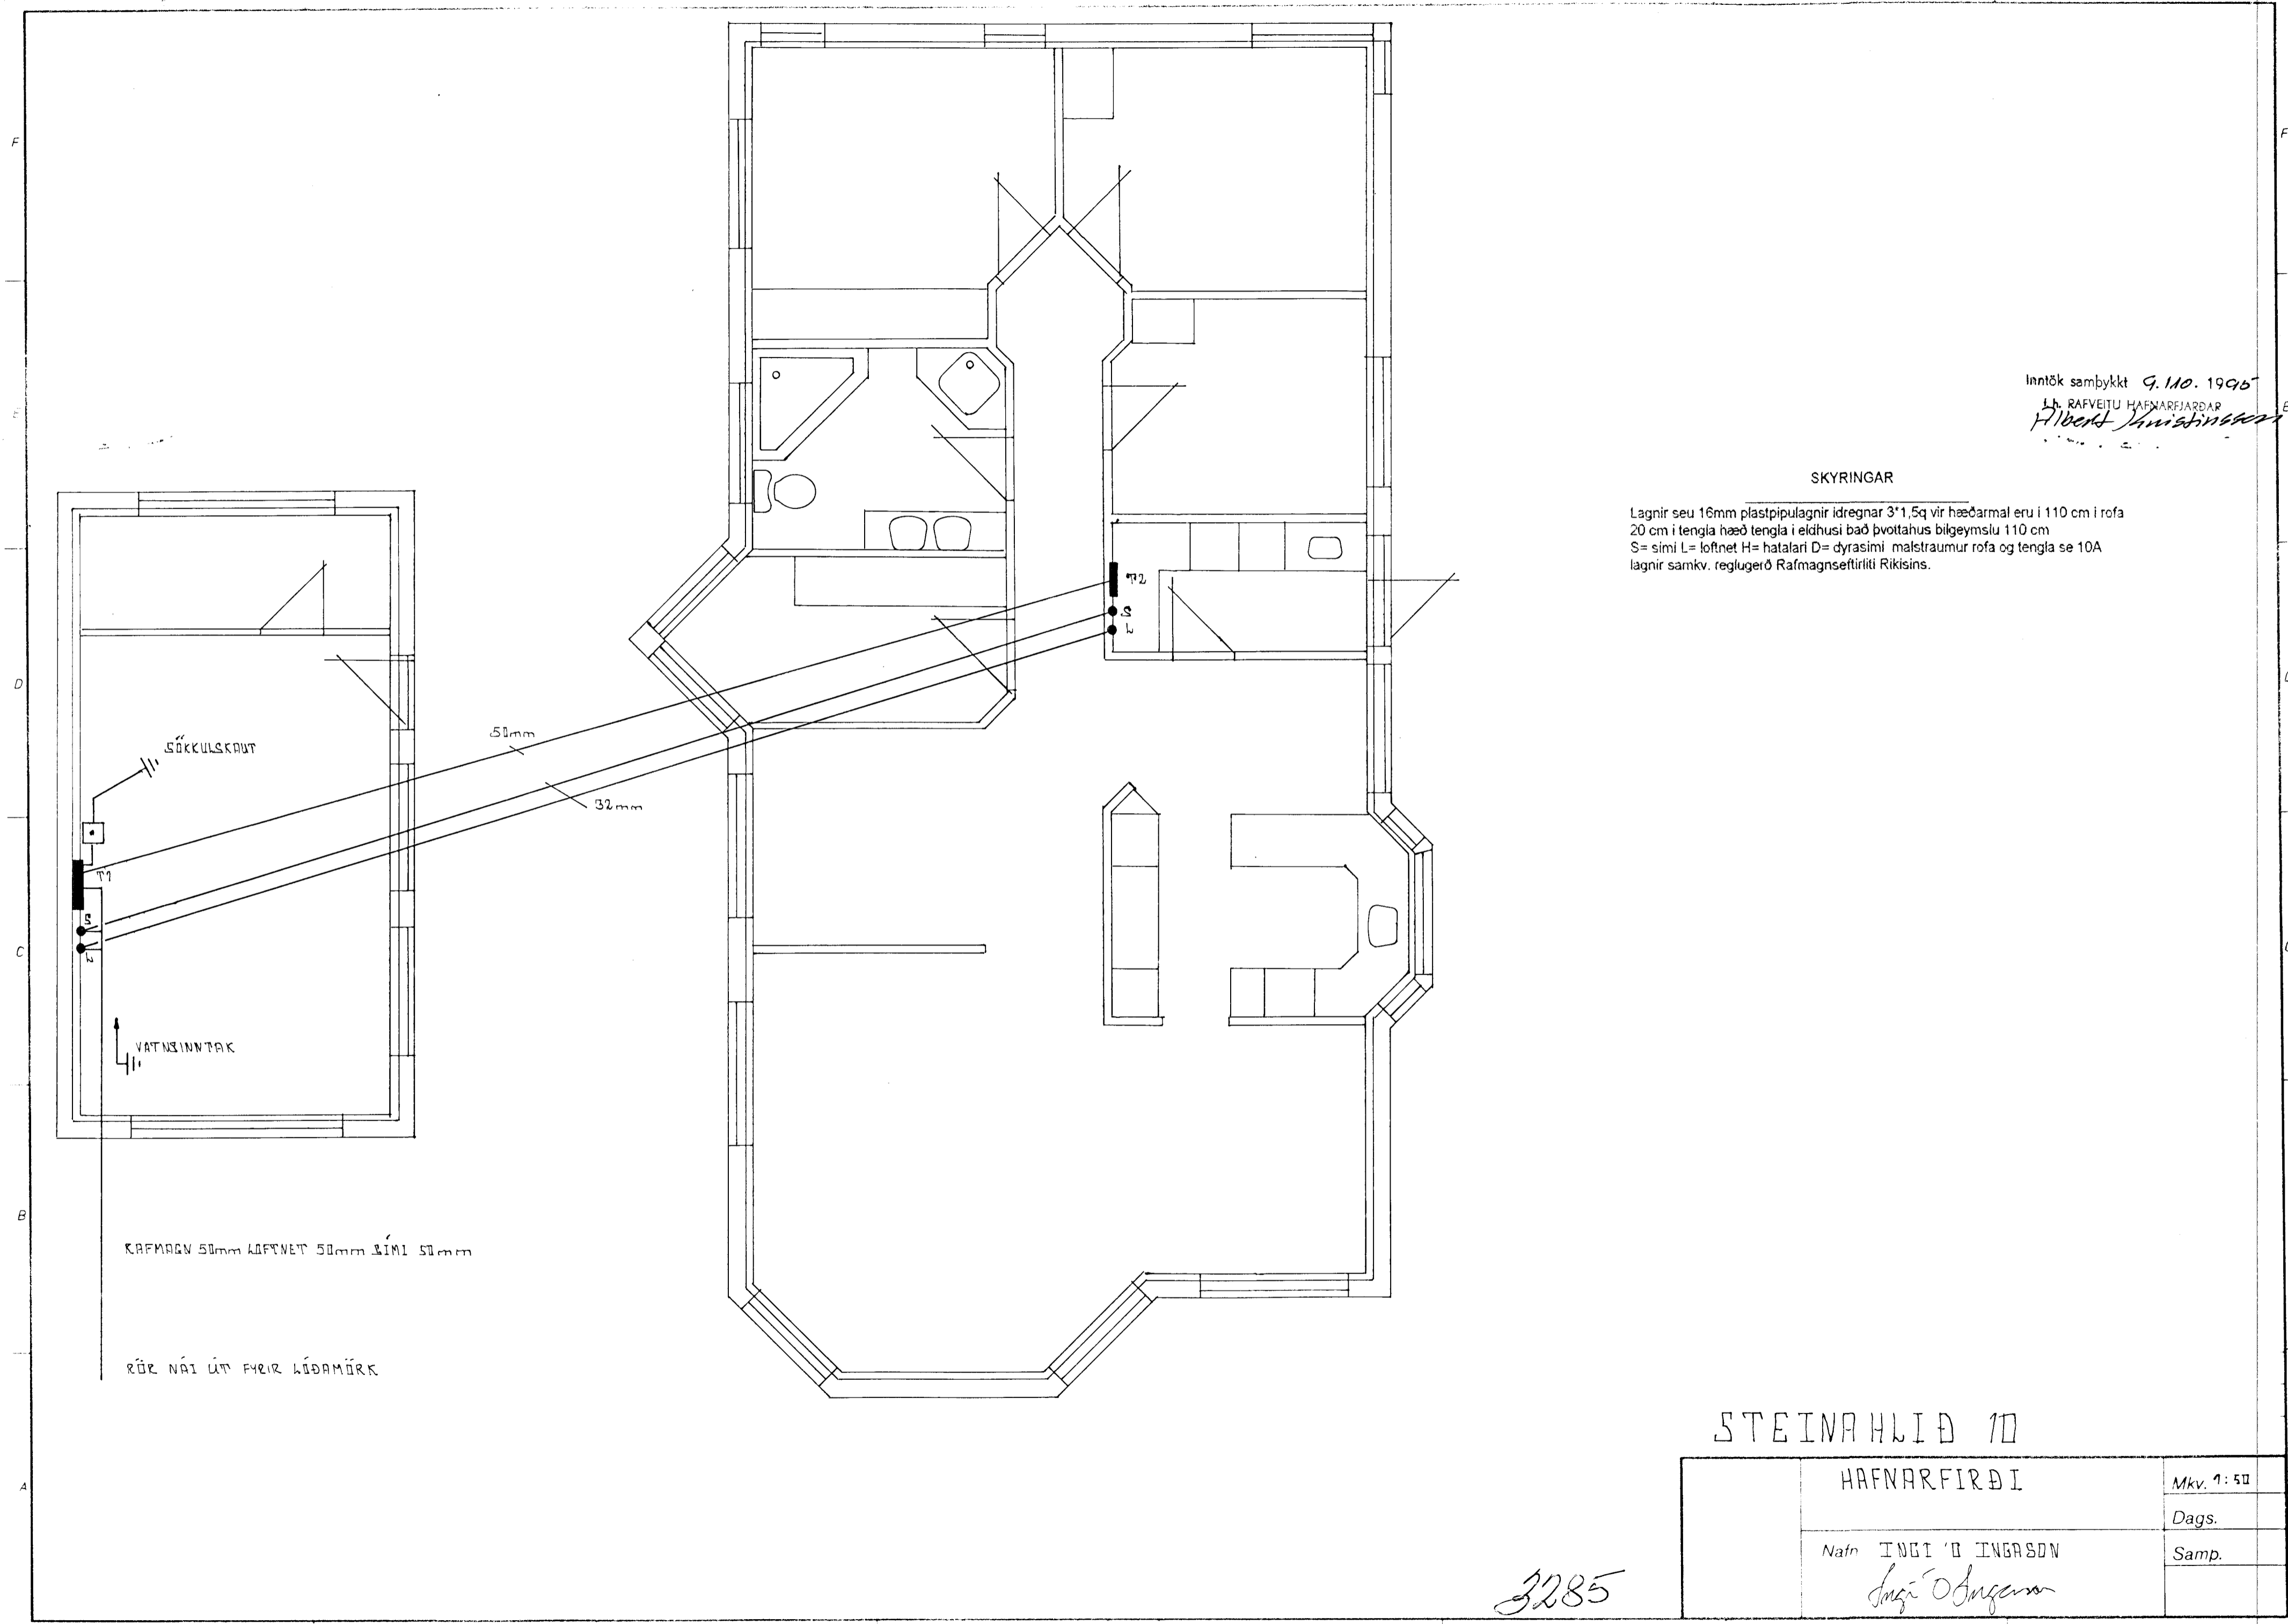 F
F
Inntök samþykkt 9.10.1995
f.h. RAFVEITU HAFNARFJARÐAR
Albert Kristinsson
E
E
SKYRINGAR
Lagnir seu 16mm plastpipulagnir idregnar 3*1,5q vir hæðarmal eru i 110 cm i rofa
20 cm i tengla hæð tengla i eldhusi bað þvottahus bilgeymslu 110 cm
S= simi L= loftnet H= hatalari D= dyrasimi malstraumur rofa og tengla se 10A
lagnir samkv. reglugerð Rafmagnseftirliti Rikisins.
T2
S
L
D
50mm
SÖKKULSKAUT
32mm
T1
S
L
C
VATNSINNTAK
B
RAFMAGN 50mm LOFTNET 50mm SÍMI 50mm
RÖR NÁI ÚT FYRIR LÓÐAMÖRK
A
STEINAHLIÐ 10
HAFNARFIRÐI
Mkv. 1:50
Dags.
Nafn INGI Ó INGASON
Samp.
Ingi Ó Ingason
3285